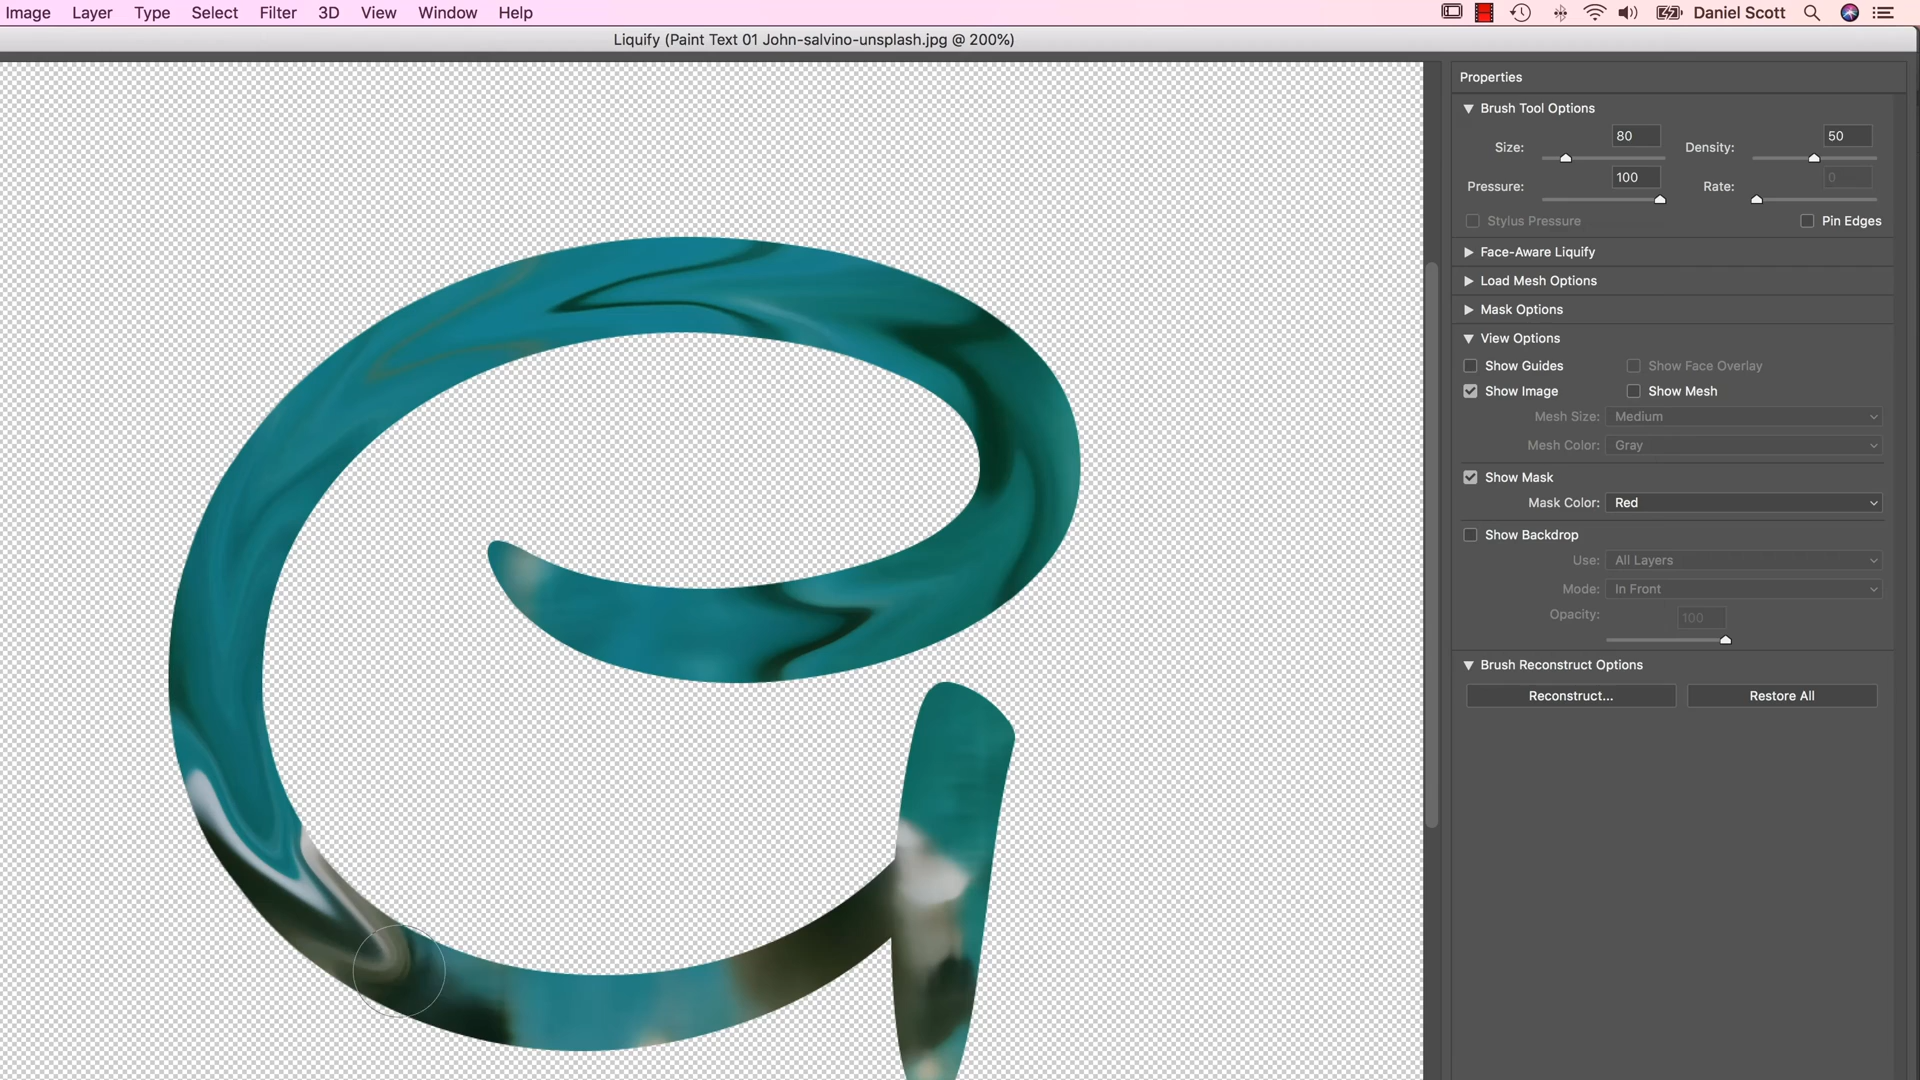 Image Layer Type Select Filter 3D View Window Help Daniel Scott
Liquify (Paint Text 01 John-salvino-unsplash.jpg @ 200%)
Properties
Brush Tool Options
Size: 80 Density: 50
Pressure: 100 Rate: 0
Stylus Pressure Pin Edges
Face-Aware Liquify
Load Mesh Options
Mask Options
View Options
Show Guides Show Face Overlay
Show Image Show Mesh
Mesh Size: Medium
Mesh Color: Gray
Show Mask
Mask Color: Red
Show Backdrop
Use: All Layers
Mode: In Front
Opacity: 100
Brush Reconstruct Options
Reconstruct... Restore All